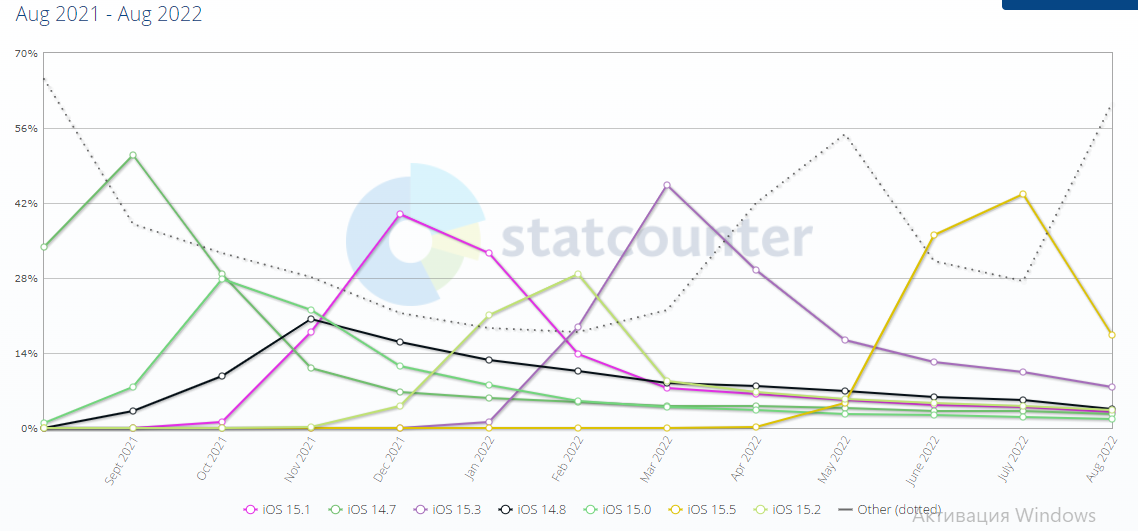 Aug 2021 - Aug 2022
70%
56%
42%
28%
14%
0%
statcounter
Sept 2021
Oct 2021
Nov 2021
Dec 2021
Jan 2022
Feb 2022
Mar 2022
Apr 2022
May 2022
June 2022
July 2022
Aug 2022
iOS 15.1 iOS 14.7 iOS 15.3 iOS 14.8 iOS 15.0 iOS 15.5 iOS 15.2 Other (dotted)
Активация Windows